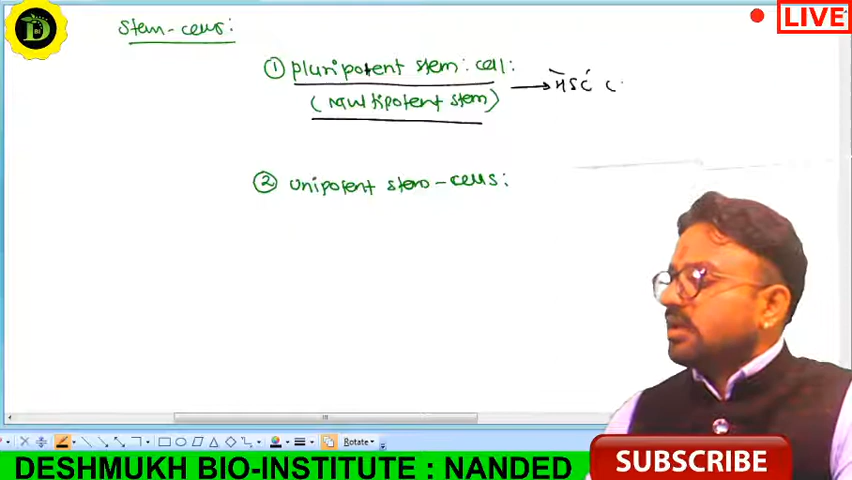 LIVE
D
Stem-cells:
① pluripotent stem: cell:
(multipotent stem) → HSC (
② unipotent stem-cells:
Rotate
DESHMUKH BIO-INSTITUTE : NANDED
SUBSCRIBE